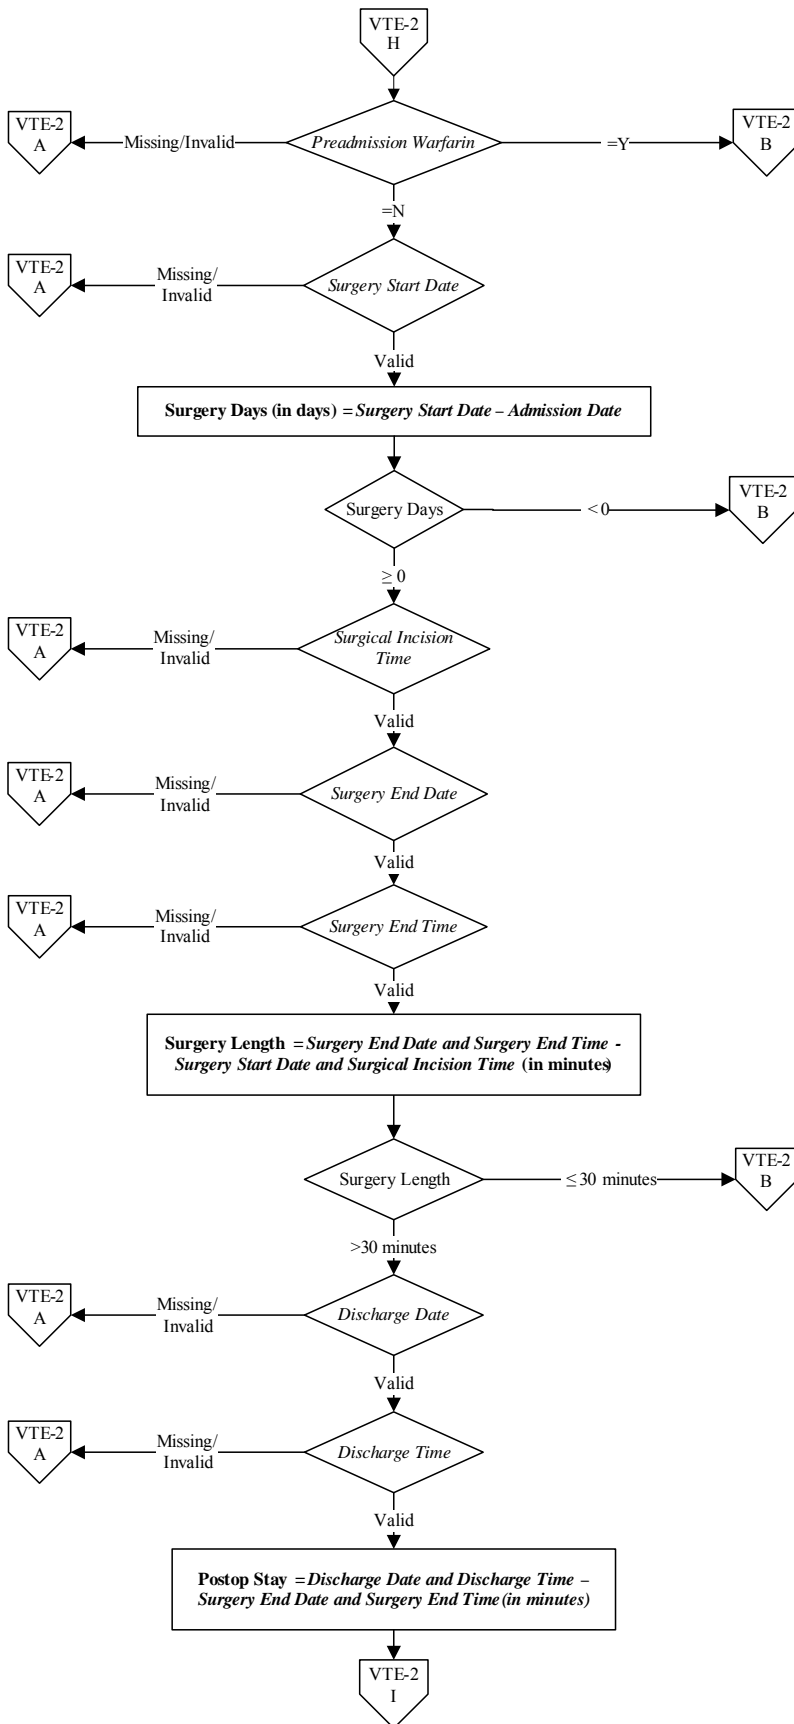 VTE-2
H
VTE-2
A
Missing/Invalid
Preadmission Warfarin
=Y
VTE-2
B
=N
VTE-2
A
Missing/
Invalid
Surgery Start Date
Valid
Surgery Days (in days) = Surgery Start Date – Admission Date
Surgery Days
< 0
VTE-2
B
≥ 0
VTE-2
A
Missing/
Invalid
Surgical Incision
Time
Valid
VTE-2
A
Missing/
Invalid
Surgery End Date
Valid
VTE-2
A
Missing/
Invalid
Surgery End Time
Valid
Surgery Length = Surgery End Date and Surgery End Time -
Surgery Start Date and Surgical Incision Time (in minutes)
Surgery Length
≤ 30 minutes
VTE-2
B
>30 minutes
VTE-2
A
Missing/
Invalid
Discharge Date
Valid
VTE-2
A
Missing/
Invalid
Discharge Time
Valid
Postop Stay = Discharge Date and Discharge Time –
Surgery End Date and Surgery End Time (in minutes)
VTE-2
I